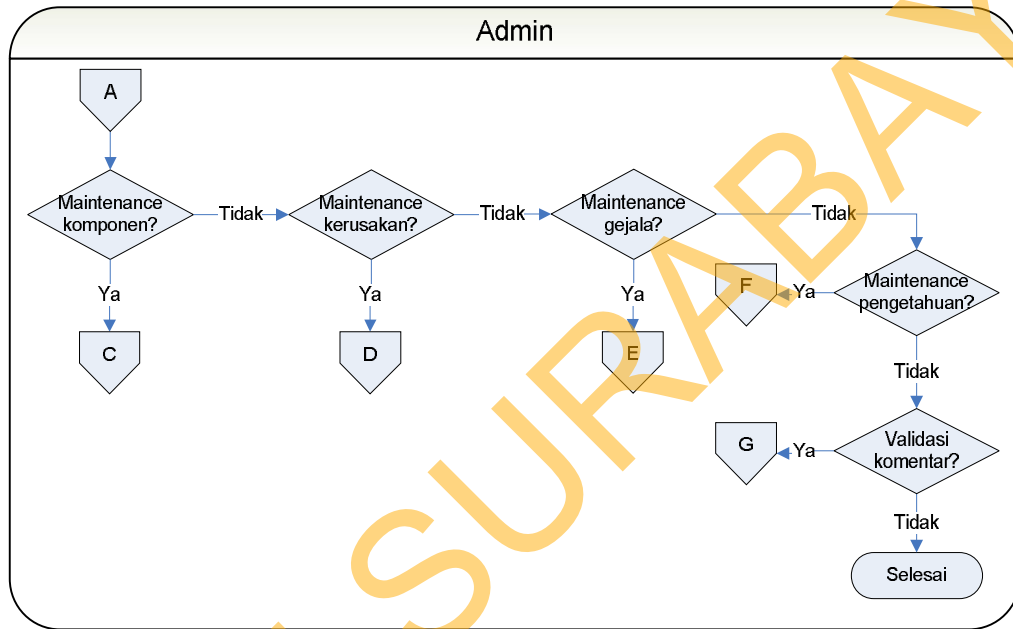 Admin
A
Maintenance
komponen?
Tidak
Maintenance
kerusakan?
Tidak
Maintenance
gejala?
Tidak
Maintenance
pengetahuan?
Ya
C
Ya
D
Ya
E
Ya
F
Tidak
Validasi
komentar?
Ya
G
Tidak
Selesai
SURABAY